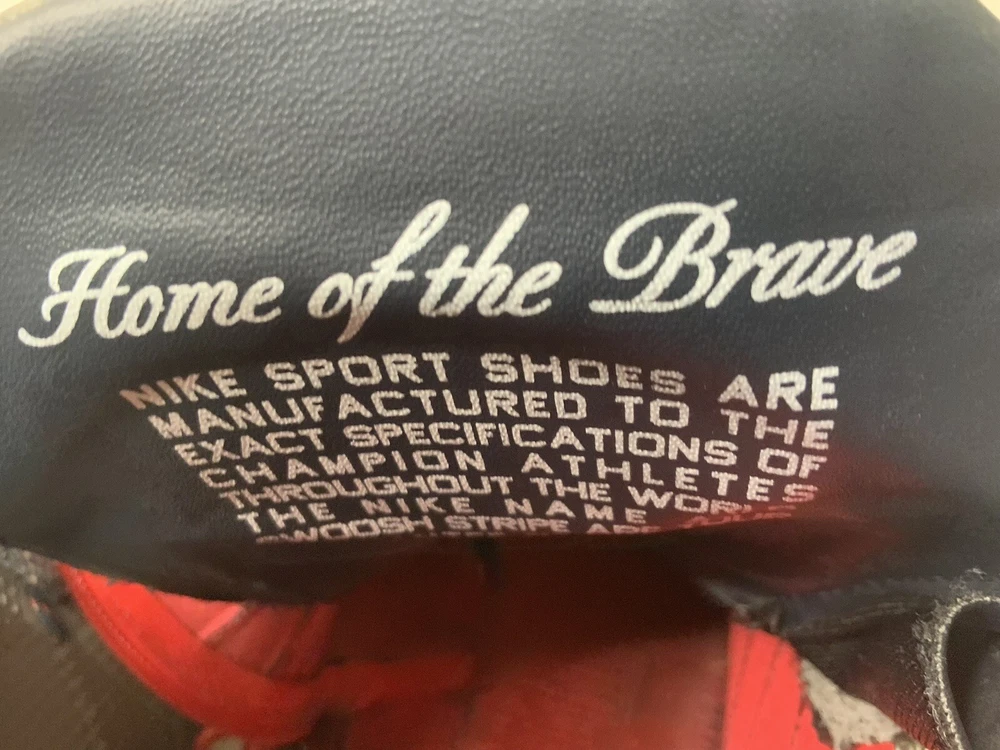 Home of the Brave
NIKE SPORT SHOES ARE
MANUFACTURED TO THE
EXACT SPECIFICATIONS OF
CHAMPION ATHLETES
THROUGHOUT THE
THE NIKE NAME
STRIPE